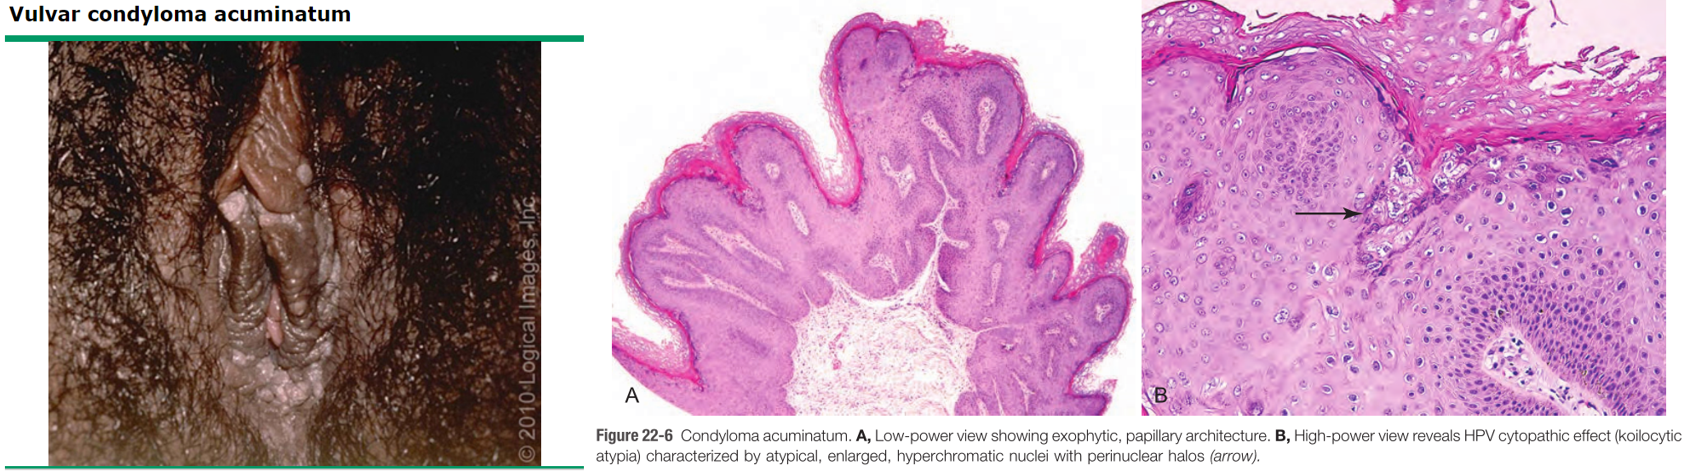 Vulvar condyloma acuminatum
© 2010 Logical Images, Inc.
A
B
Figure 22-6 Condyloma acuminatum. A, Low-power view showing exophytic, papillary architecture. B, High-power view reveals HPV cytopathic effect (koilocytic
atypia) characterized by atypical, enlarged, hyperchromatic nuclei with perinuclear halos (arrow).